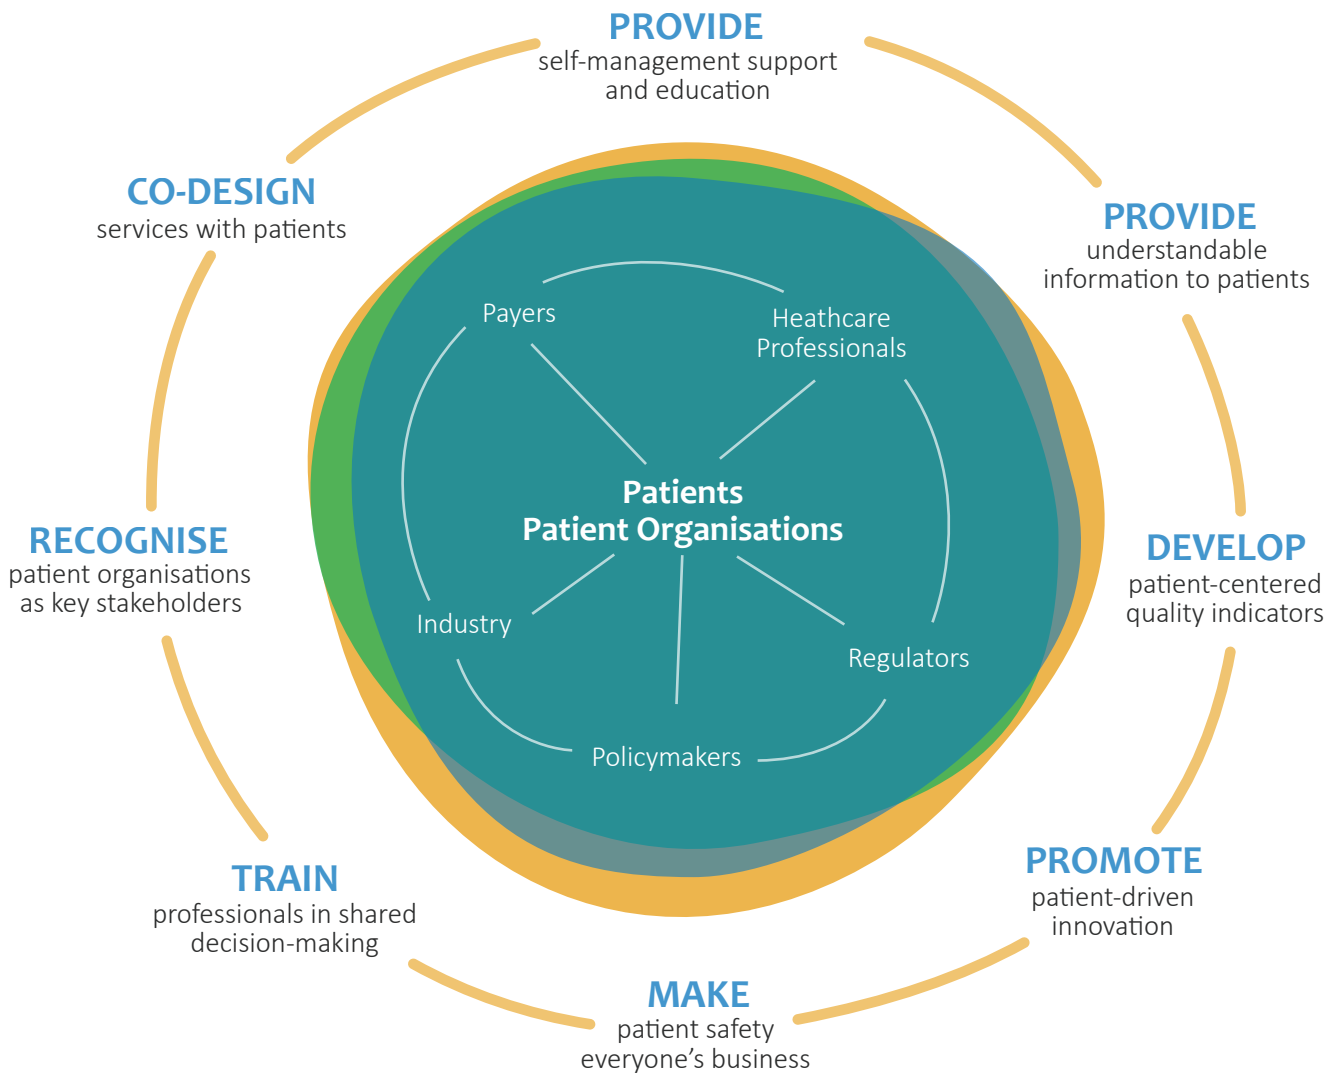 PROVIDE
self-management support
and education
PROVIDE
understandable
information to patients
DEVELOP
patient-centered
quality indicators
PROMOTE
patient-driven
innovation
MAKE
patient safety
everyone’s business
TRAIN
professionals in shared
decision-making
RECOGNISE
patient organisations
as key stakeholders
CO-DESIGN
services with patients
Payers
Heathcare
Professionals
Patients
Patient Organisations
Industry
Regulators
Policymakers